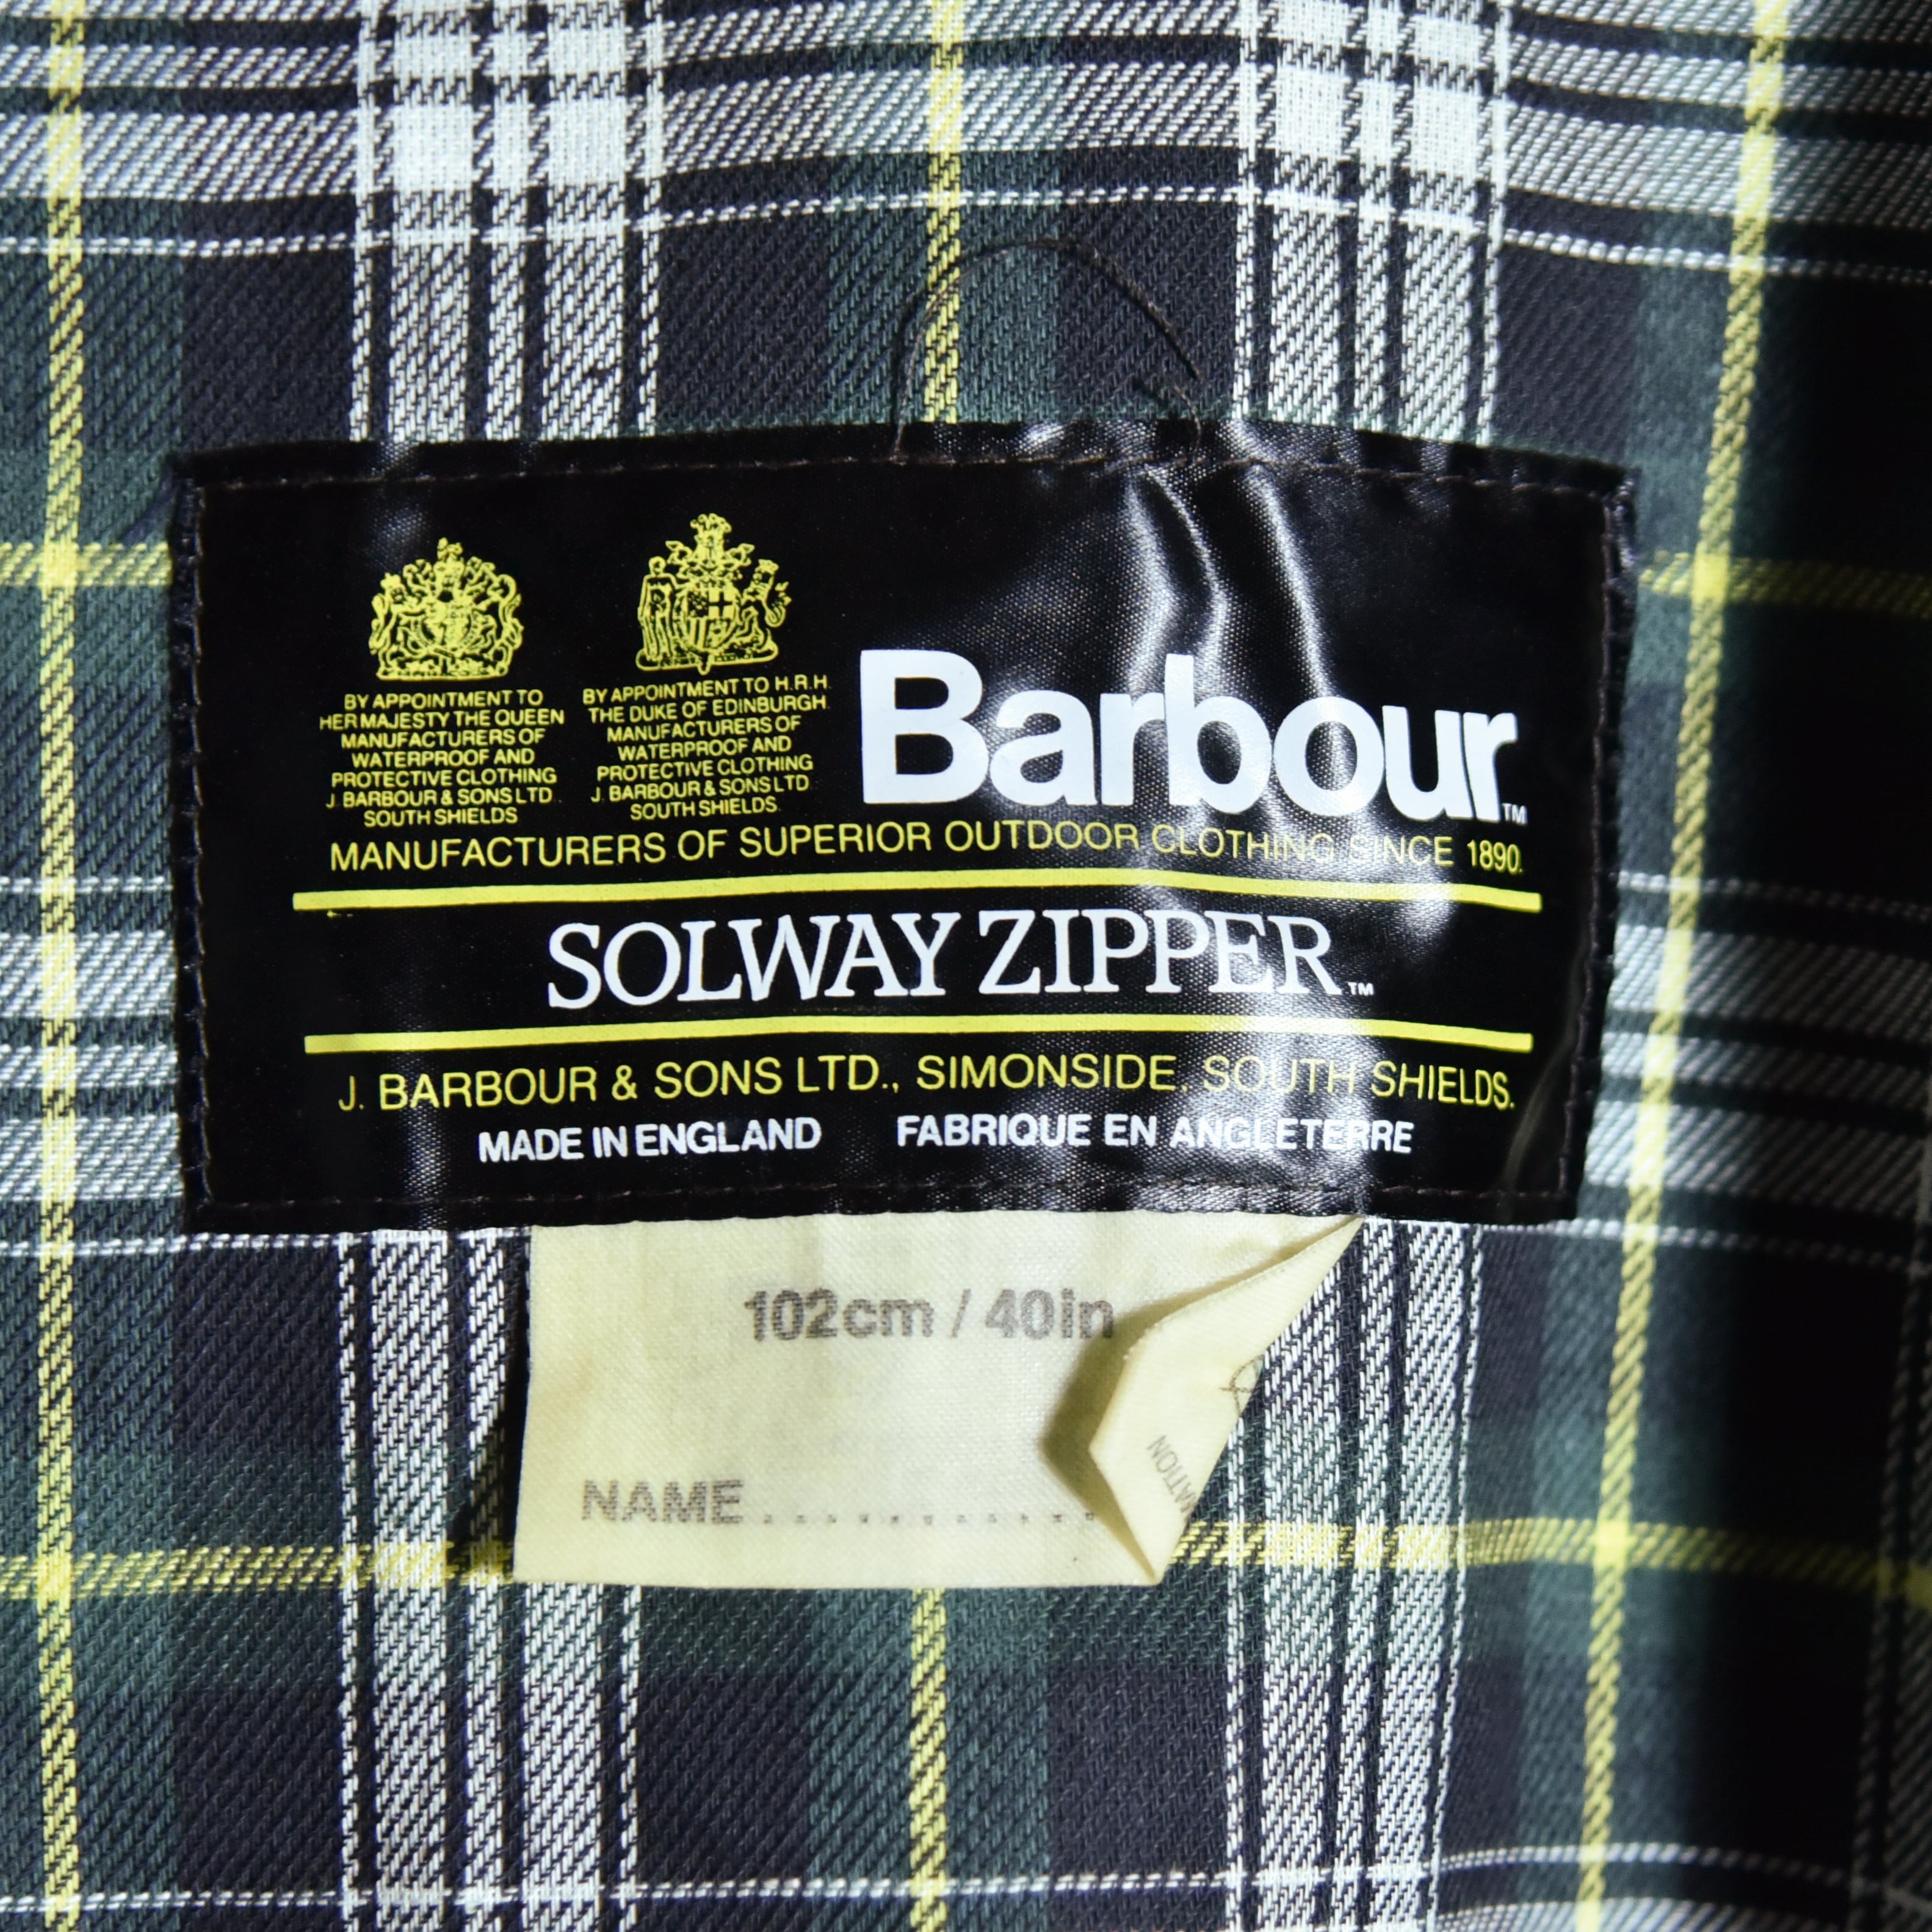 BY APPOINTMENT TO
HER MAJESTY THE QUEEN
MANUFACTURERS OF
WATERPROOF AND
PROTECTIVE CLOTHING
J. BARBOUR & SONS LTD.
SOUTH SHIELDS
BY APPOINTMENT TO H.R.H.
THE DUKE OF EDINBURGH
MANUFACTURERS OF
WATERPROOF AND
PROTECTIVE CLOTHING
J. BARBOUR & SONS LTD.
SOUTH SHIELDS.
Barbour™
MANUFACTURERS OF SUPERIOR OUTDOOR CLOTHING SINCE 1890.
SOLWAY ZIPPER™
J. BARBOUR & SONS LTD., SIMONSIDE, SOUTH SHIELDS.
MADE IN ENGLAND FABRIQUE EN ANGLETERRE
102cm / 40in
NAME............